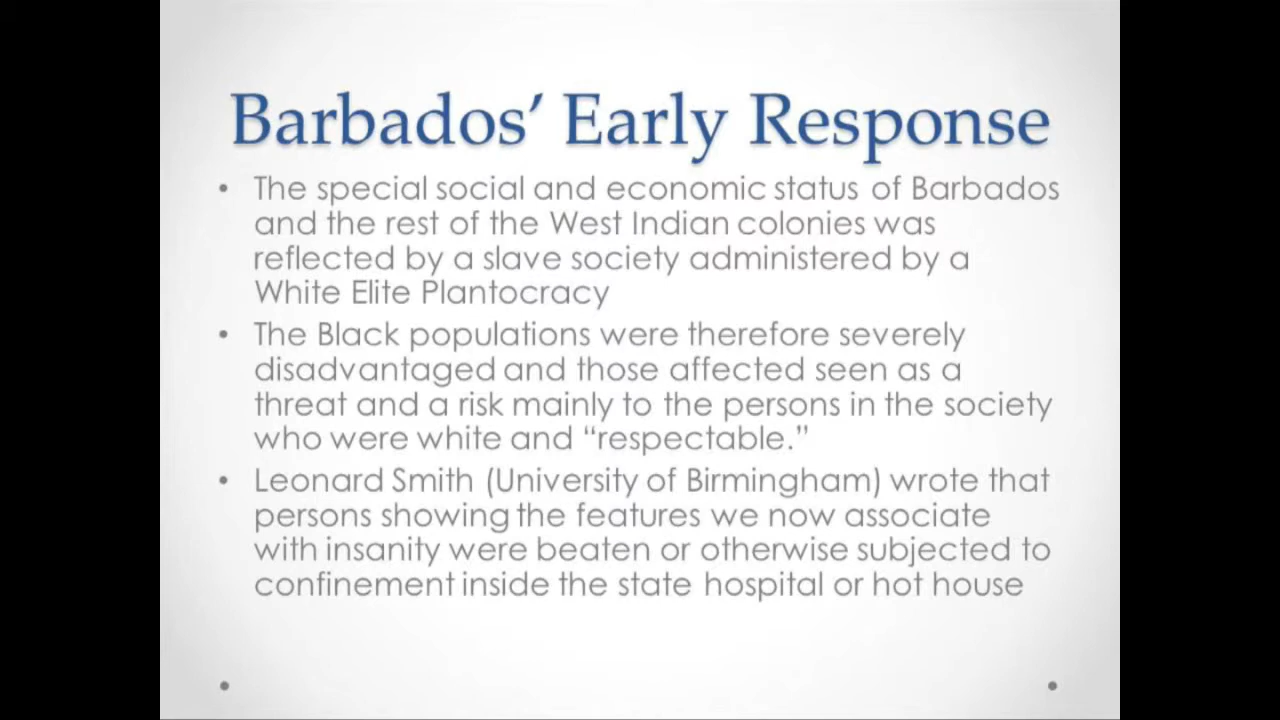 Barbados’ Early Response
• The special social and economic status of Barbados
and the rest of the West Indian colonies was
reflected by a slave society administered by a
White Elite Plantocracy
• The Black populations were therefore severely
disadvantaged and those affected seen as a
threat and a risk mainly to the persons in the society
who were white and “respectable.”
• Leonard Smith (University of Birmingham) wrote that
persons showing the features we now associate
with insanity were beaten or otherwise subjected to
confinement inside the state hospital or hot house